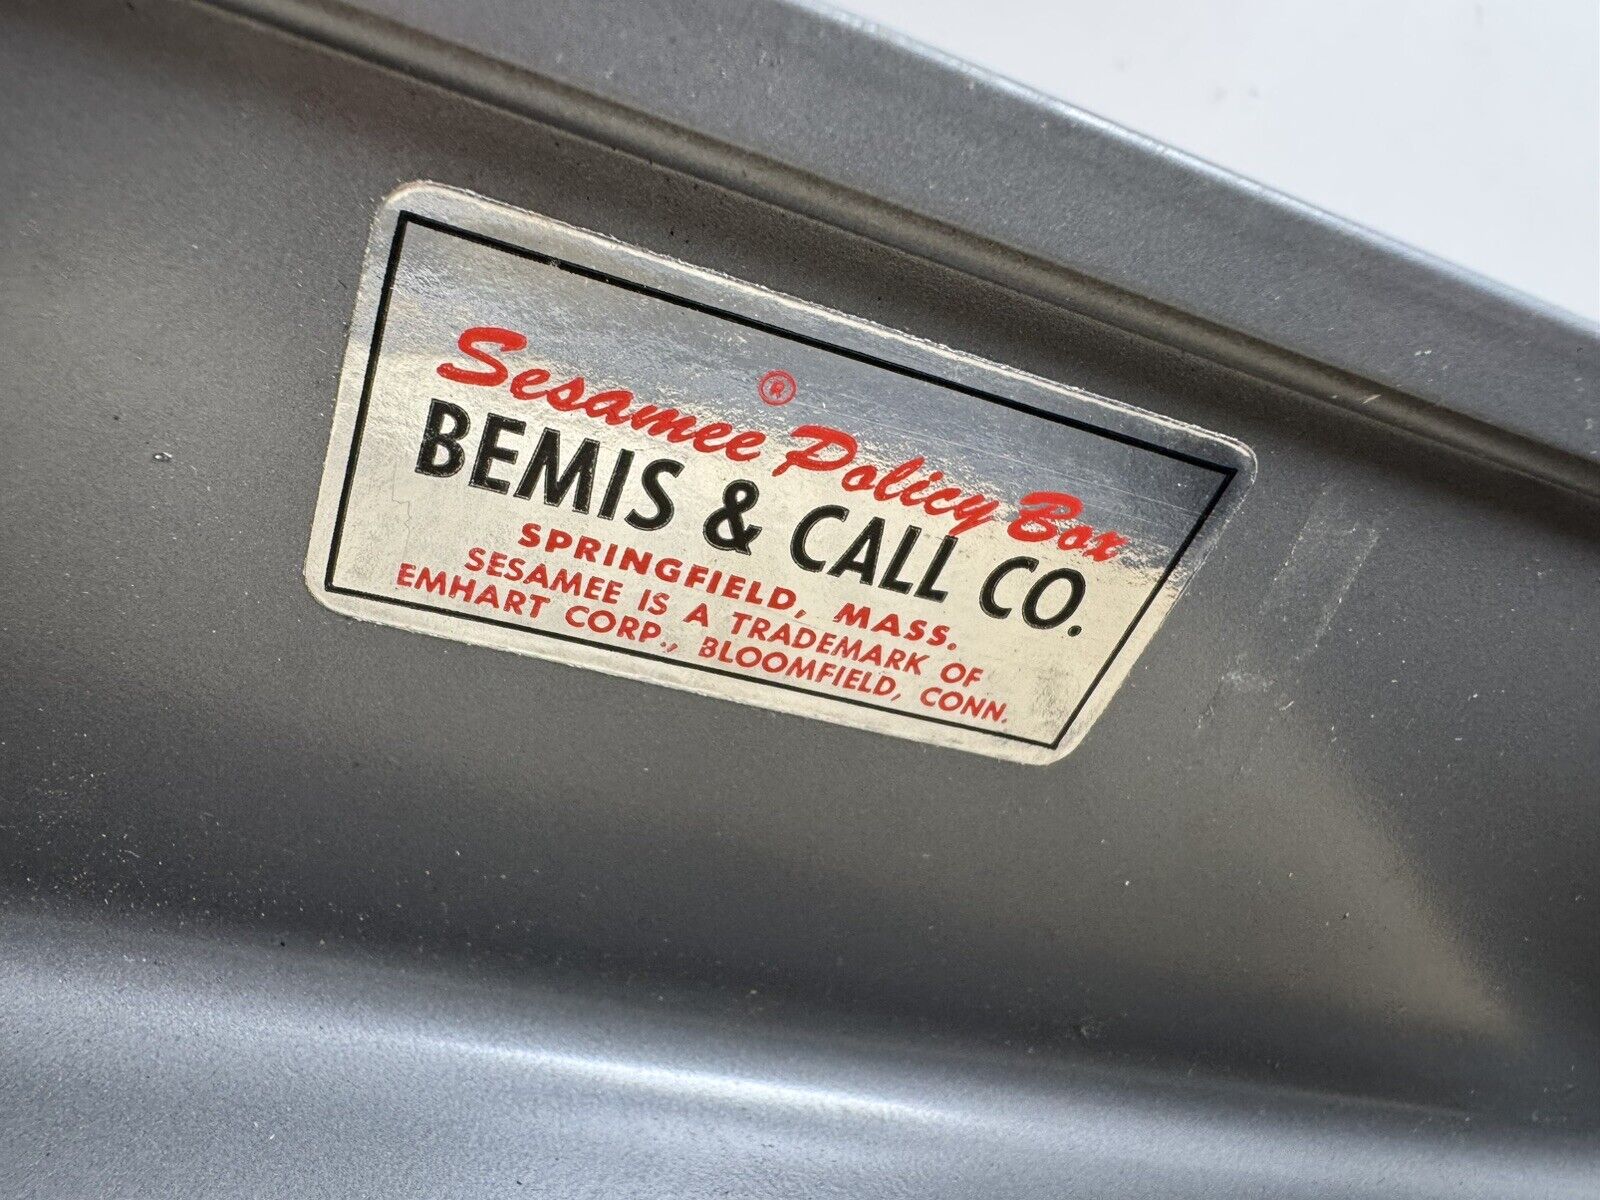 Sesamee® Policy Box
BEMIS & CALL CO.
SPRINGFIELD, MASS.
SESAMEE IS A TRADEMARK OF
EMHART CORP., BLOOMFIELD, CONN.